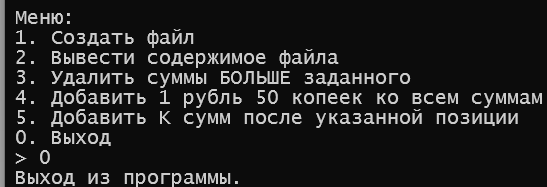 Меню:
1. Создать файл
2. Вывести содержимое файла
3. Удалить суммы БОЛЬШЕ заданного
4. Добавить 1 рубль 50 копеек ко всем суммам
5. Добавить K сумм после указанной позиции
0. Выход
> 0
Выход из программы.